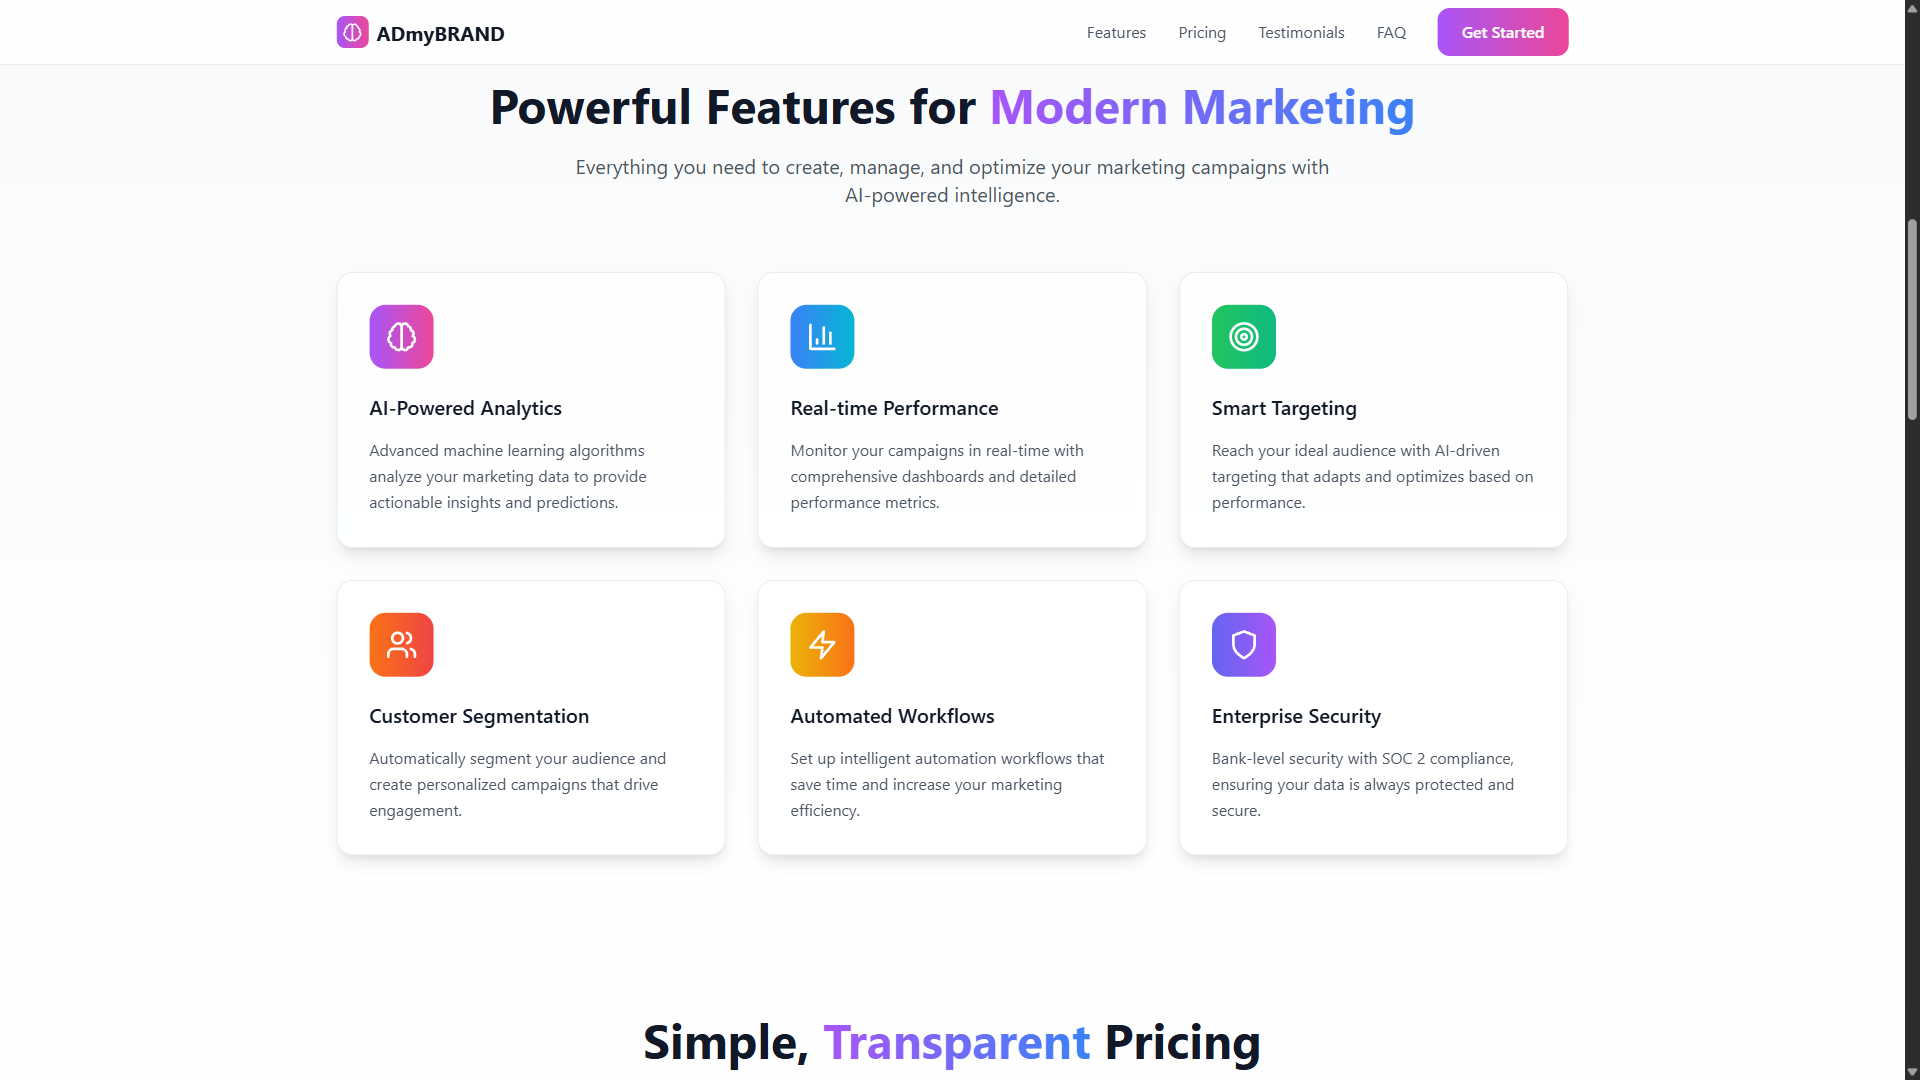 ADmyBRAND
Features
Pricing
Testimonials
FAQ
Get Started
Powerful Features for Modern Marketing
Everything you need to create, manage, and optimize your marketing campaigns with
AI-powered intelligence.
AI-Powered Analytics
Advanced machine learning algorithms
analyze your marketing data to provide
actionable insights and predictions.
Real-time Performance
Monitor your campaigns in real-time with
comprehensive dashboards and detailed
performance metrics.
Smart Targeting
Reach your ideal audience with AI-driven
targeting that adapts and optimizes based on
performance.
Customer Segmentation
Automatically segment your audience and
create personalized campaigns that drive
engagement.
Automated Workflows
Set up intelligent automation workflows that
save time and increase your marketing
efficiency.
Enterprise Security
Bank-level security with SOC 2 compliance,
ensuring your data is always protected and
secure.
Simple, Transparent Pricing